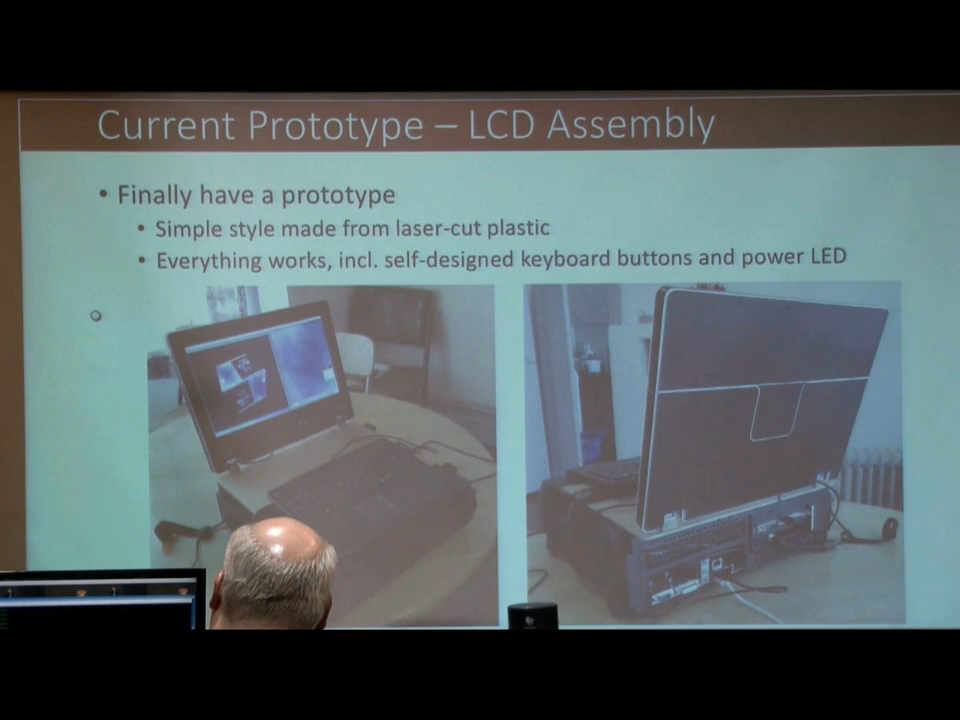 Current Prototype – LCD Assembly
• Finally have a prototype
• Simple style made from laser-cut plastic
• Everything works, incl. self-designed keyboard buttons and power LED